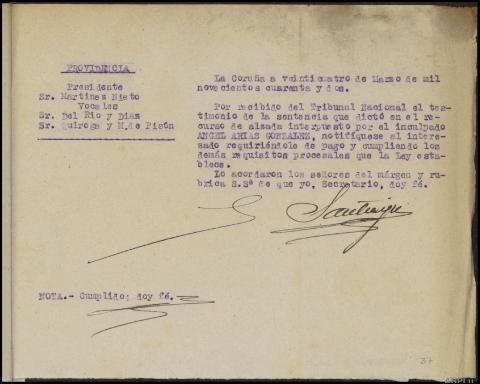 PROVIDENCIA
Presidente
Sr. Martinez Nieto
Vocales
Sr. Del Rio y Diaz
Sr. Quiroga y M. de Pisón
La Coruña a veinticuatro de Marzo de mil
novecientos cuarenta y dos.
Por recibido del Tribunal Nacional el tes-
timonio de la sentencia que dictó en el re-
curso de alzada interpuesto por el inculpado
ANGEL ARIAS GONZALEZ, notifíquese al intere-
sado requiriéndole de pago y cumpliendo los
demás requisitos procesales que la Ley esta-
blece.
Lo acordaron los señores del márgen y ru-
brica S.Sª de que yo, Secretario, doy fé.
NOTA.- Cumplido; doy fé.
37